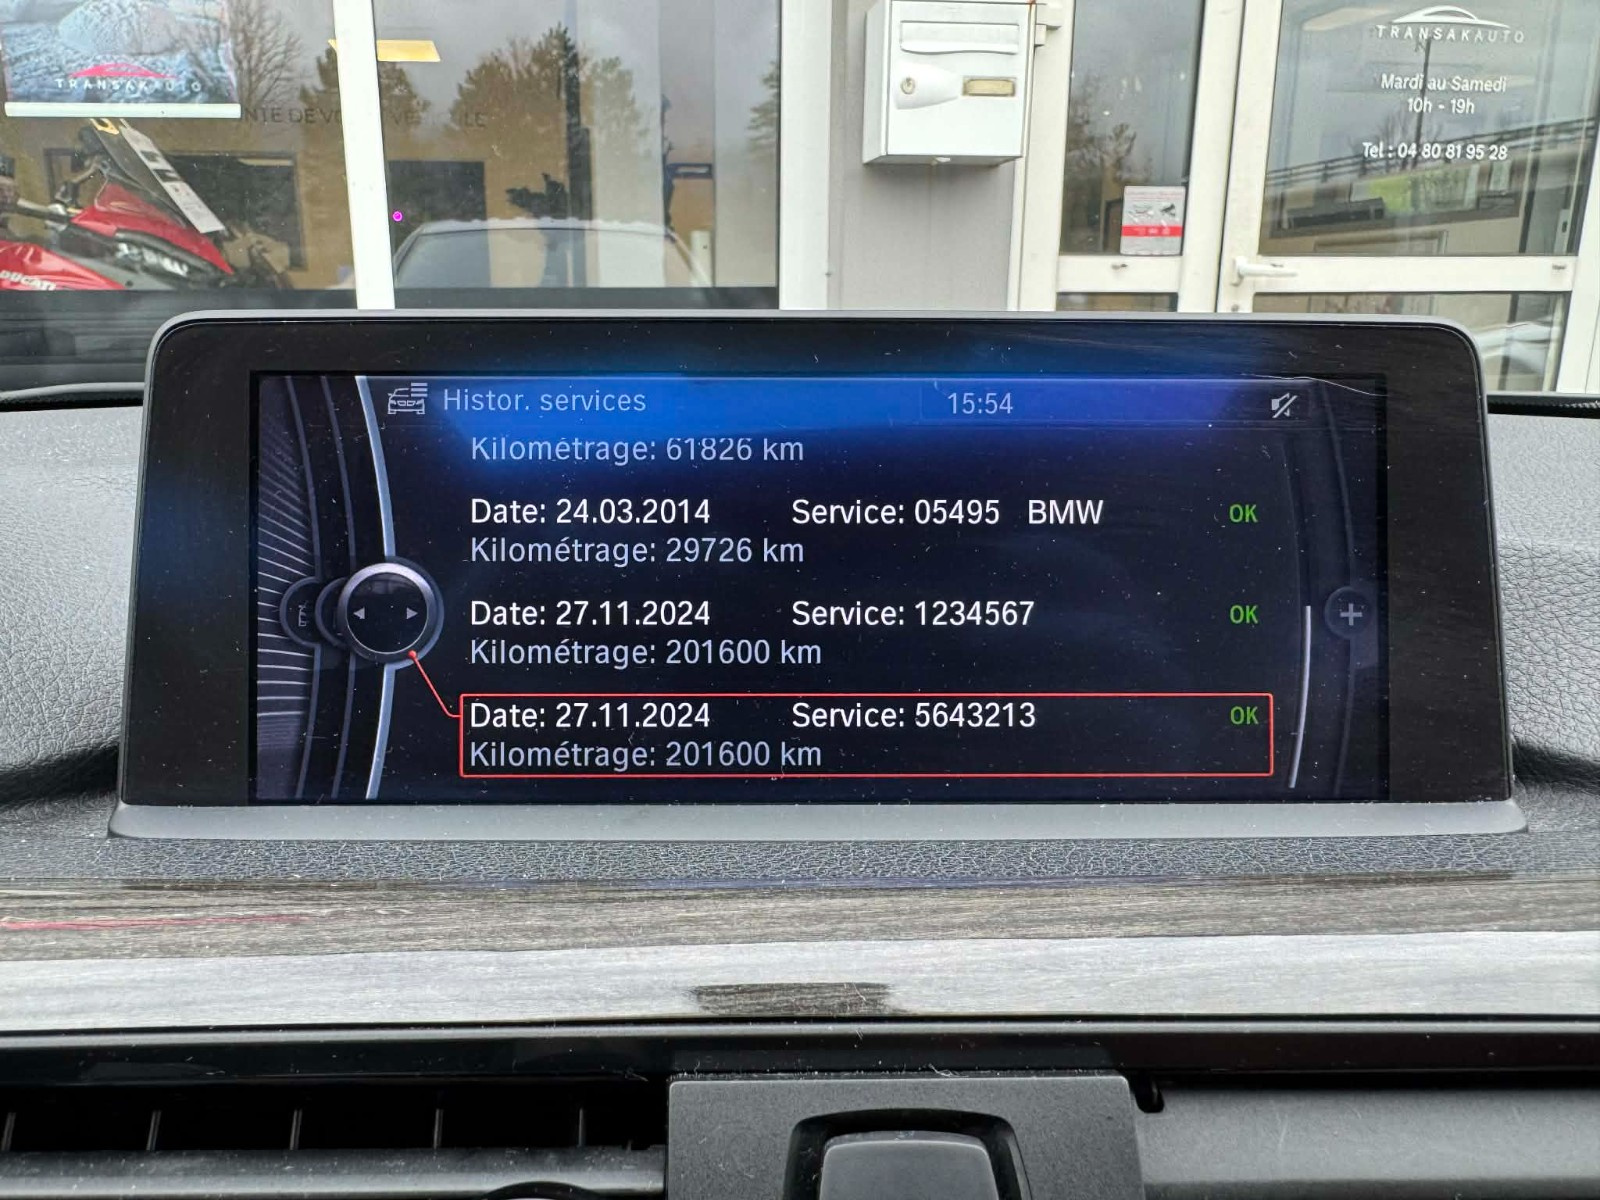 TRANSAKAUTO
DUCATI
TRANSAKAUTO
Mardi au Samedi
10h - 19h
Tel : 04 80 81 95 28
Histor. services 15:54
Kilométrage: 61826 km
Date: 24.03.2014 Service: 05495 BMW OK
Kilométrage: 29726 km
Date: 27.11.2024 Service: 1234567 OK
Kilométrage: 201600 km
Date: 27.11.2024 Service: 5643213 OK
Kilométrage: 201600 km